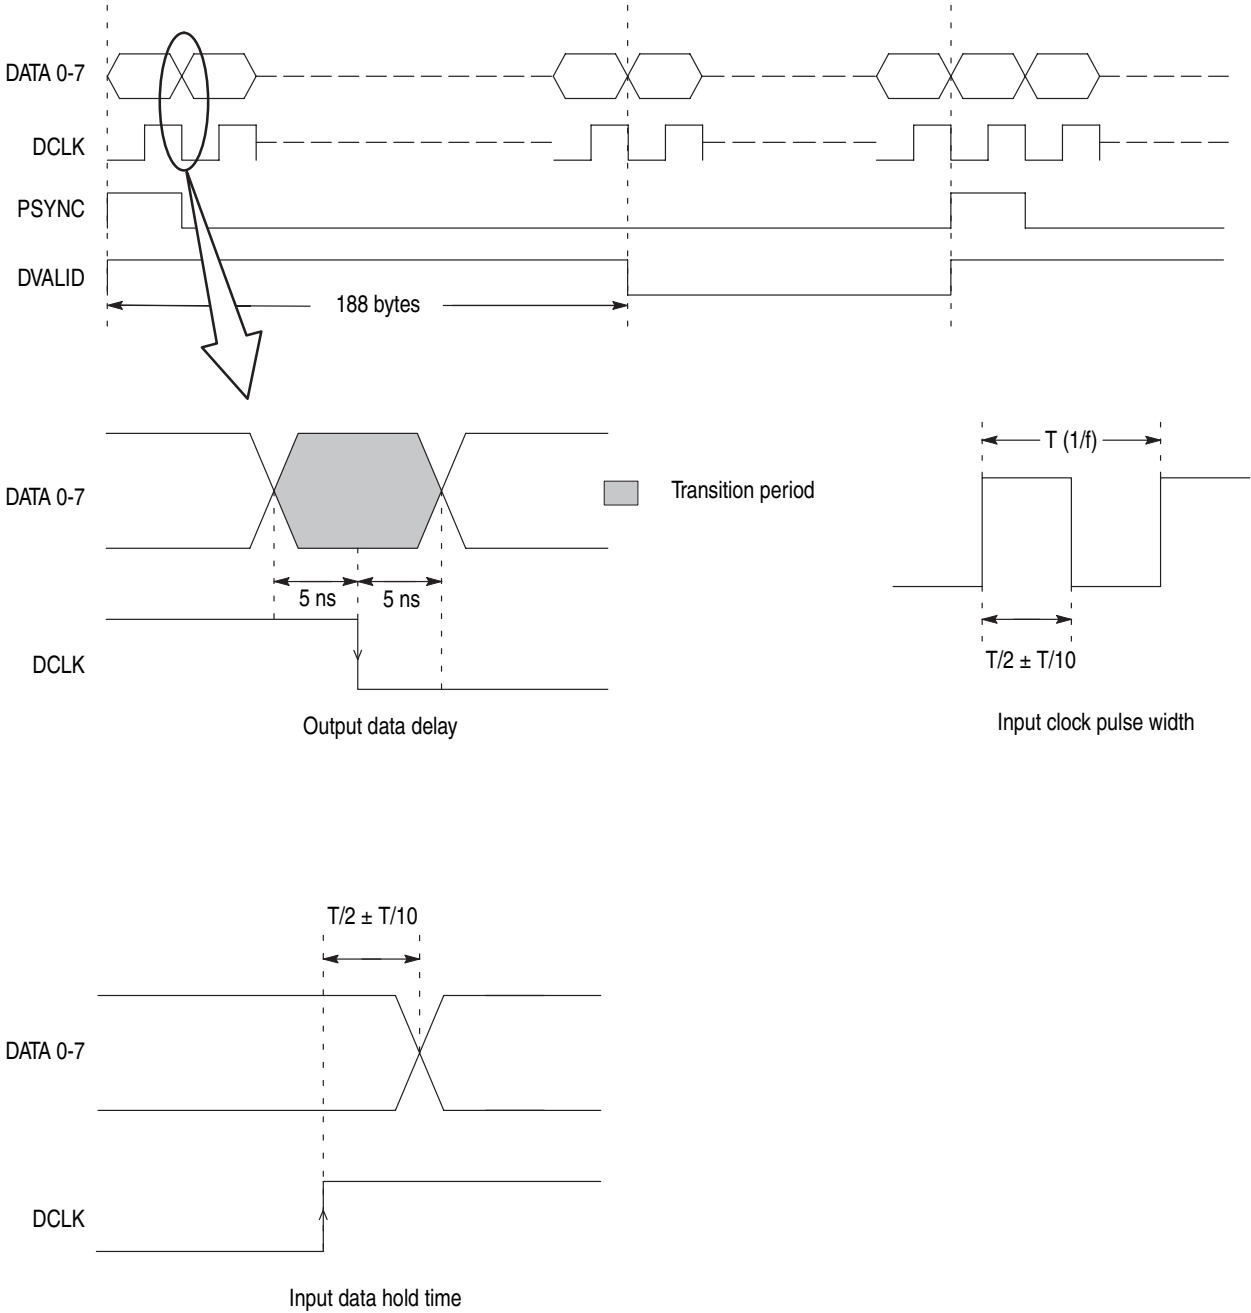 DATA 0-7
DCLK
PSYNC
DVALID
188 bytes
T (1/f)
DATA 0-7
Transition period
5 ns 5 ns
DCLK
T/2 ± T/10
Output data delay
Input clock pulse width
T/2 ± T/10
DATA 0-7
DCLK
Input data hold time